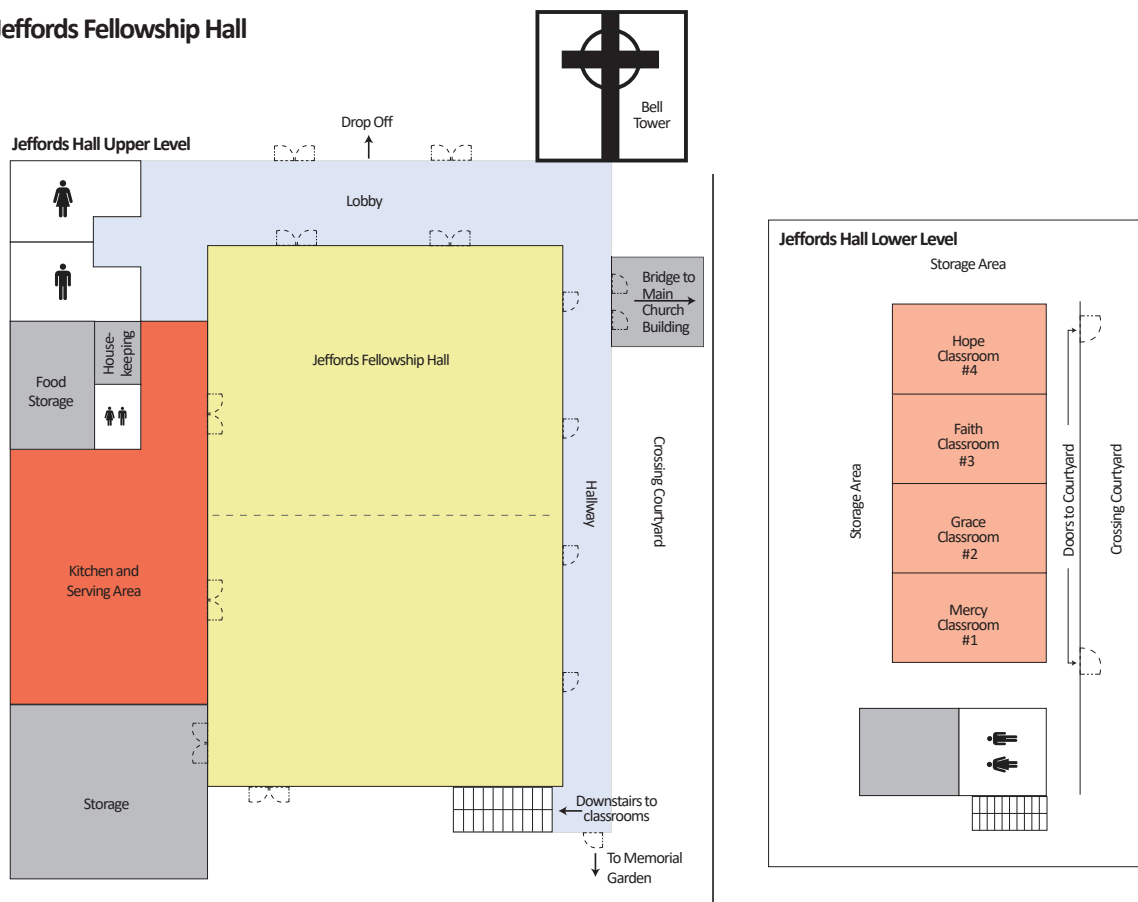 Jeffords Fellowship Hall
Bell
Tower
Drop Off
Jeffords Hall Upper Level
Lobby
Bridge to
Main
Church
Building
House-
keeping
Food
Storage
Jeffords Fellowship Hall
Crossing Courtyard
Hallway
Kitchen and
Serving Area
Storage
Downstairs to
classrooms
To Memorial
Garden
Jeffords Hall Lower Level
Storage Area
Hope
Classroom
#4
Faith
Classroom
#3
Storage Area
Doors to Courtyard
Crossing Courtyard
Grace
Classroom
#2
Mercy
Classroom
#1